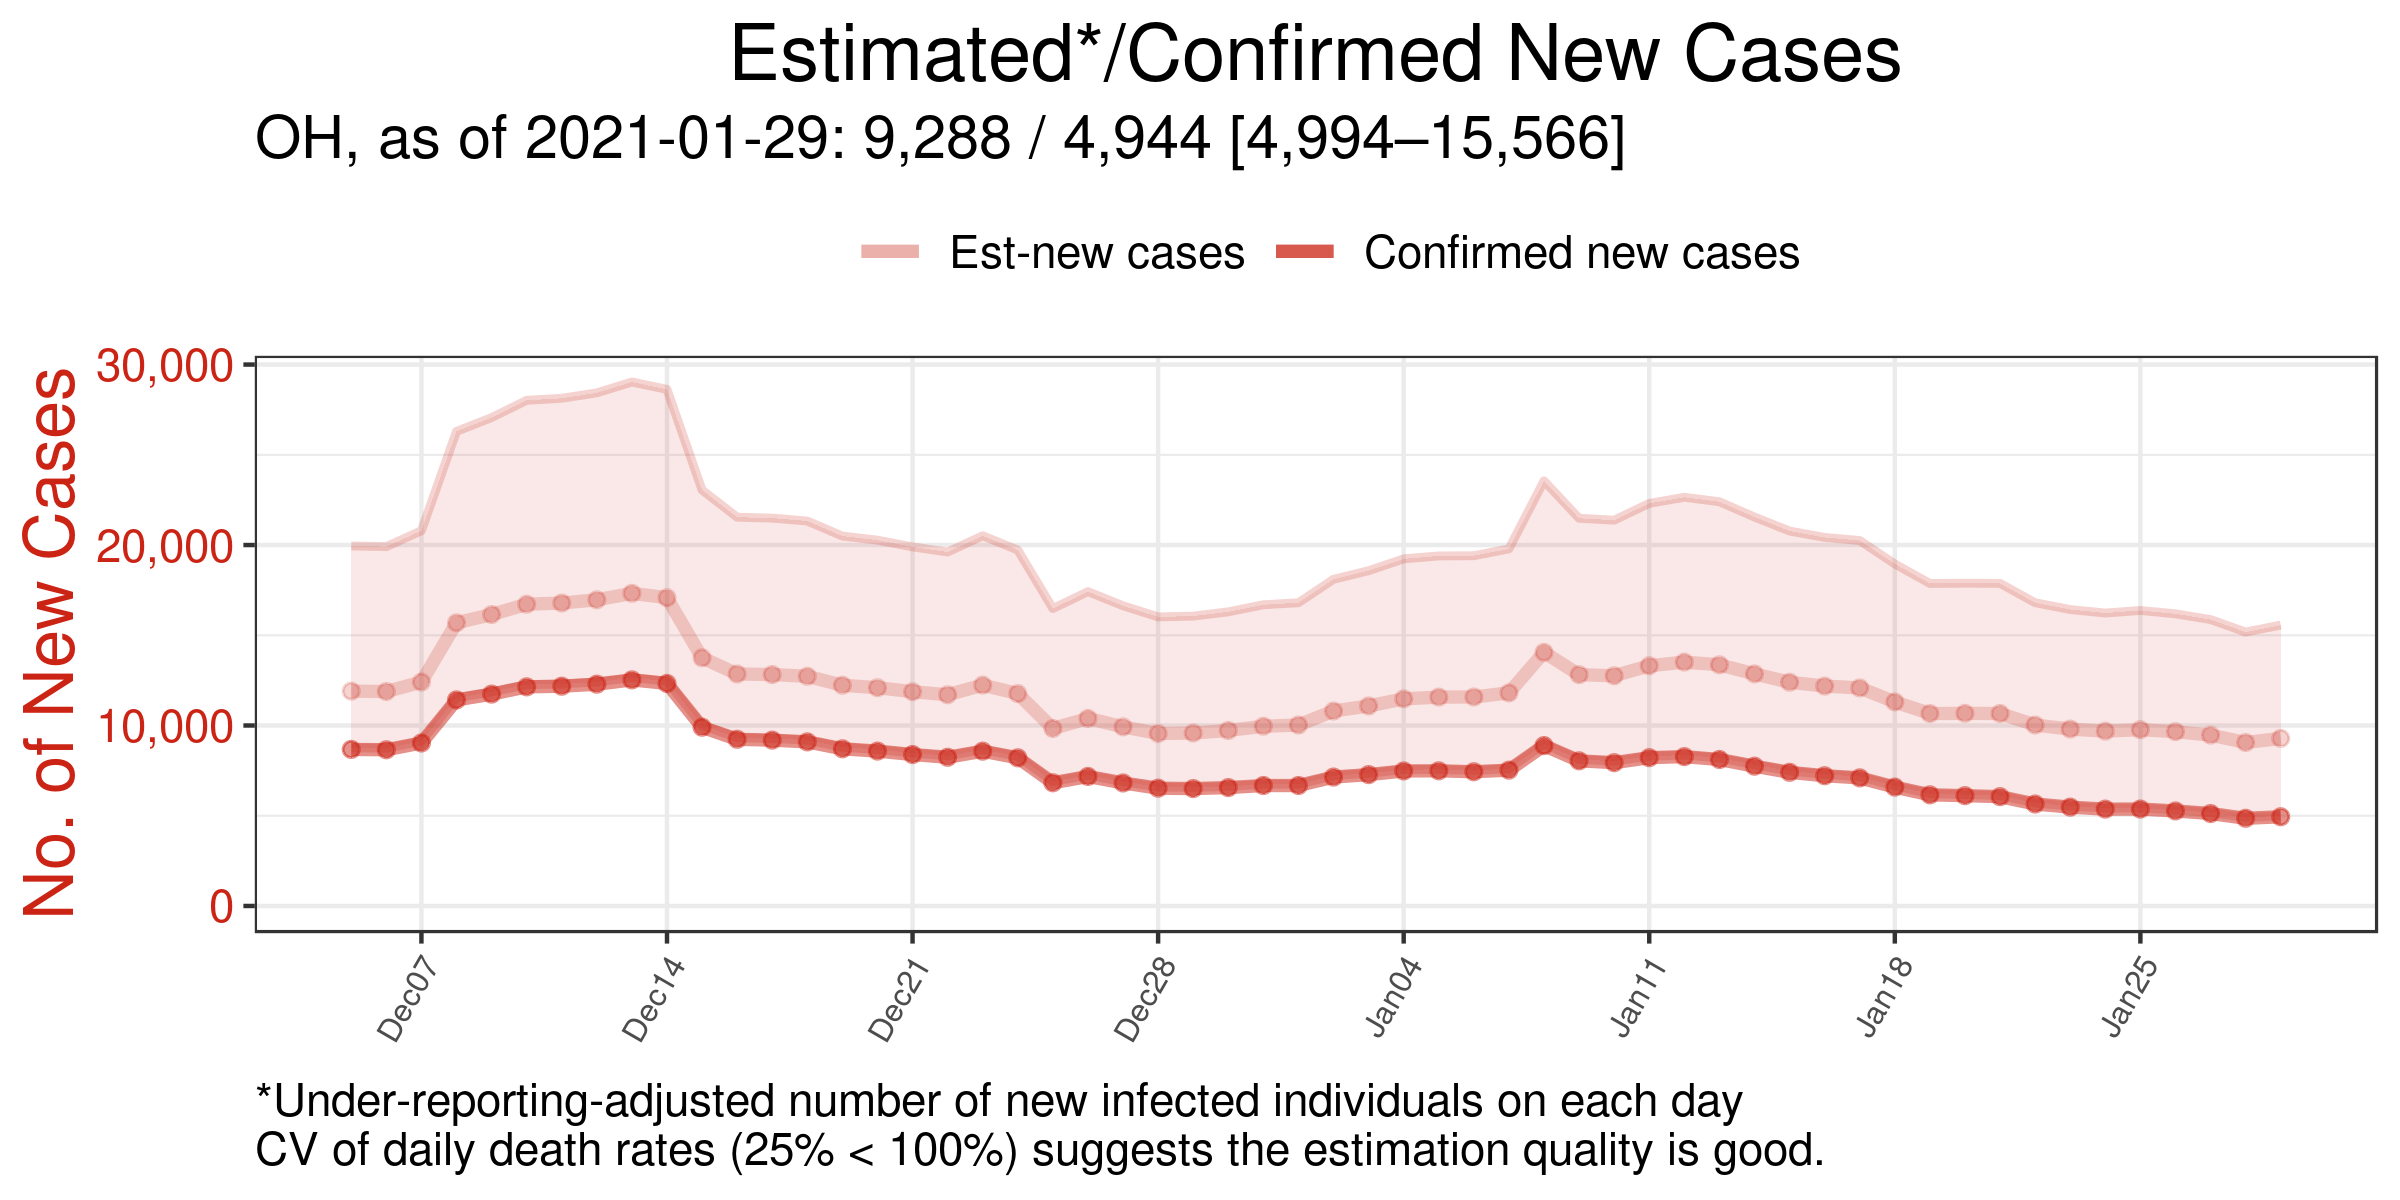 Estimated*/Confirmed New Cases
OH, as of 2021-01-29: 9,288 / 4,944 [4,994–15,566]
Est-new cases Confirmed new cases
No. of New Cases
30,000
20,000
10,000
0
Dec07 Dec14 Dec21 Dec28 Jan04 Jan11 Jan18 Jan25
*Under-reporting-adjusted number of new infected individuals on each day
CV of daily death rates (25% < 100%) suggests the estimation quality is good.